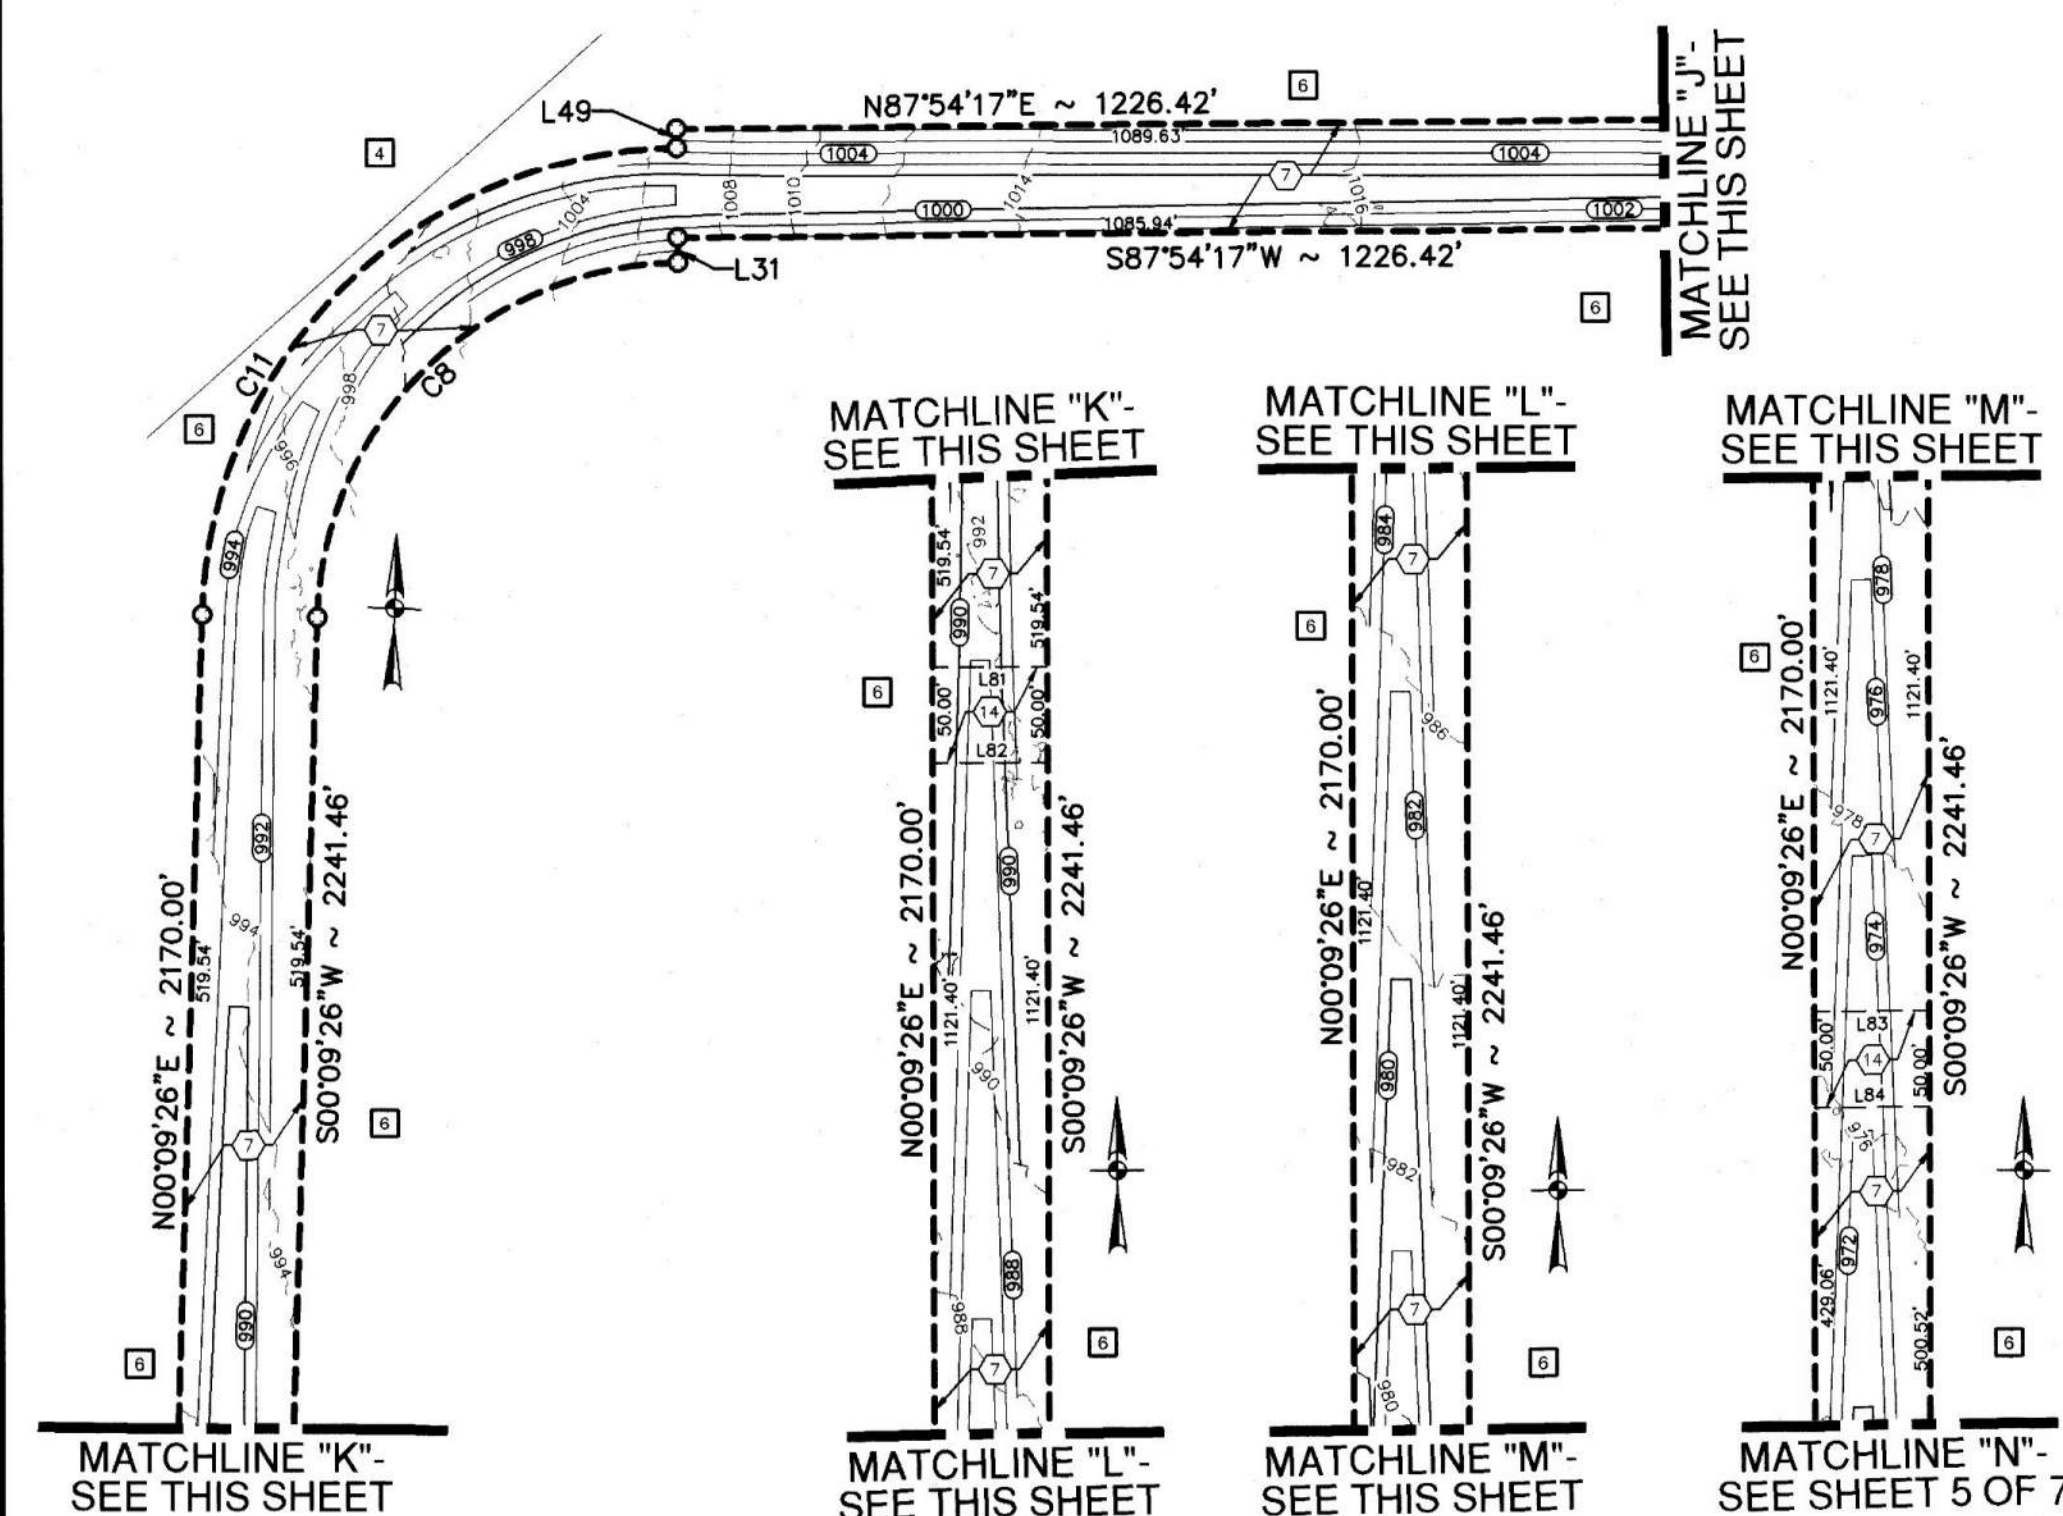 L49
N87°54'17"E ~ 1226.42'
6
1089.63'
4
1004
1004
1008
1010
1014
7
1016
1004
1000
1002
1085.94'
998
L31
S87°54'17"W ~ 1226.42'
6
MATCHLINE "J"-
SEE THIS SHEET
7
C11
C8
998
6
996
994
992
N00°09'26"E ~ 2170.00'
519.54'
994
519.54'
S00°09'26"W ~ 2241.46'
7
6
994
990
6
MATCHLINE "K"-
SEE THIS SHEET
MATCHLINE "K"-
SEE THIS SHEET
519.54'
992
7
990
519.54'
6
L81
50.00'
14
50.00'
L82
N00°09'26"E ~ 2170.00'
990
S00°09'26"W ~ 2241.46'
1121.40'
1121.40'
990
988
988
7
6
MATCHLINE "L"-
SEE THIS SHEET
MATCHLINE "L"-
SEE THIS SHEET
984
7
6
986
N00°09'26"E ~ 2170.00'
982
1121.40'
1121.40'
S00°09'26"W ~ 2241.46'
980
982
7
980
6
MATCHLINE "M"-
SEE THIS SHEET
MATCHLINE "M"-
SEE THIS SHEET
978
6
1121.40'
976
1121.40'
N00°09'26"E ~ 2170.00'
978
7
S00°09'26"W ~ 2241.46'
974
L83
50.00'
14
50.00'
L84
976
7
972
429.06'
500.52'
6
MATCHLINE "N"-
SEE SHEET 5 OF 7